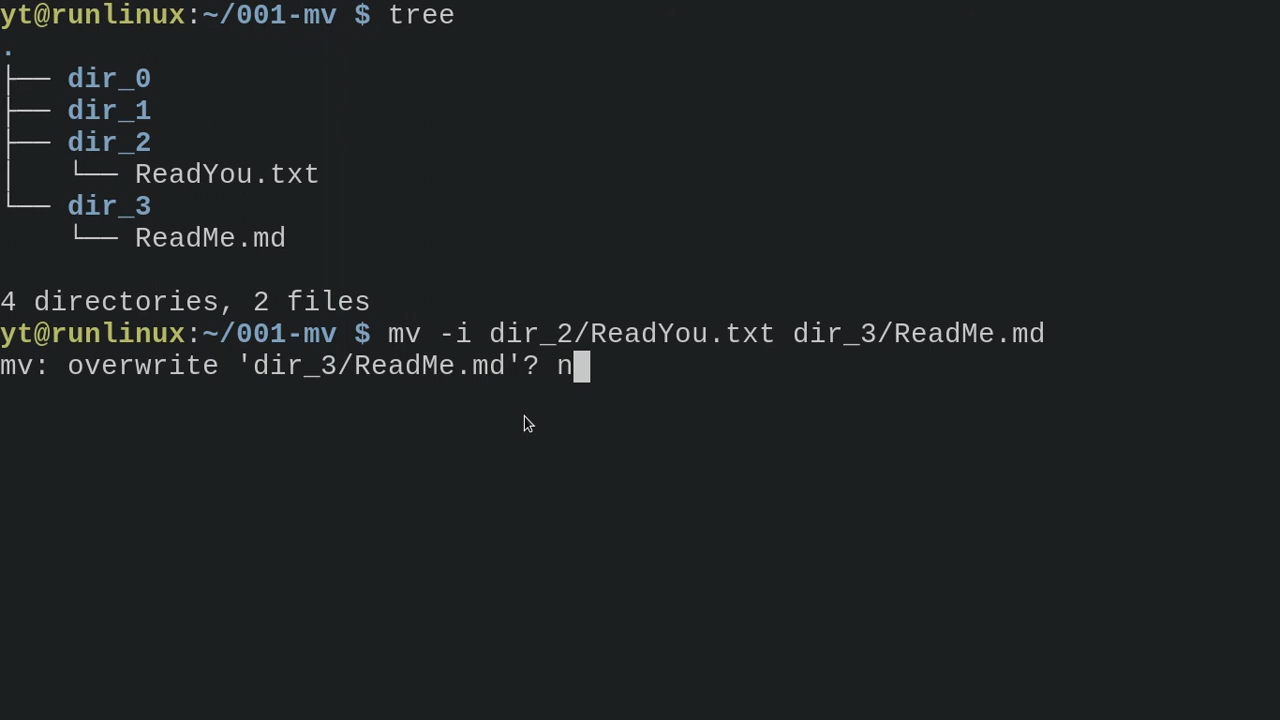 yt@runlinux:~/001-mv $ tree
.
├── dir_0
├── dir_1
├── dir_2
│   └── ReadYou.txt
└── dir_3
    └── ReadMe.md

4 directories, 2 files
yt@runlinux:~/001-mv $ mv -i dir_2/ReadYou.txt dir_3/ReadMe.md
mv: overwrite 'dir_3/ReadMe.md'? n